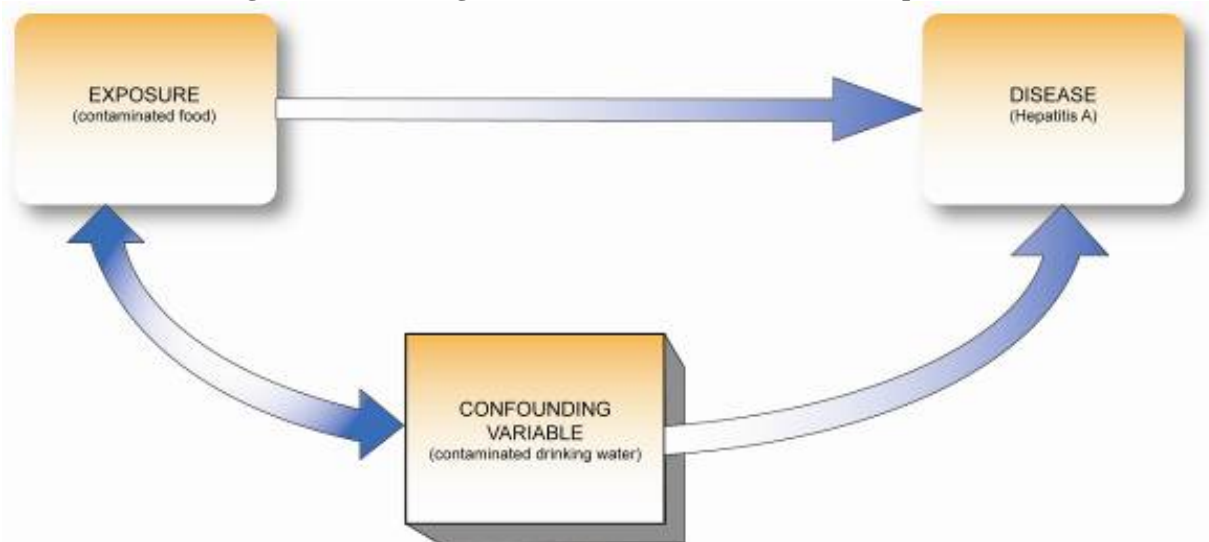 EXPOSURE
(contaminated food)
DISEASE
(Hepatitis A)
CONFOUNDING
VARIABLE
(contaminated drinking water)